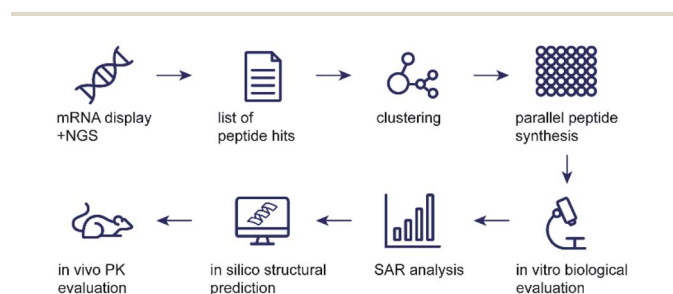 mRNA display
+NGS
list of
peptide hits
clustering
parallel peptide
synthesis
in vitro biological
evaluation
SAR analysis
in silico structural
prediction
in vivo PK
evaluation